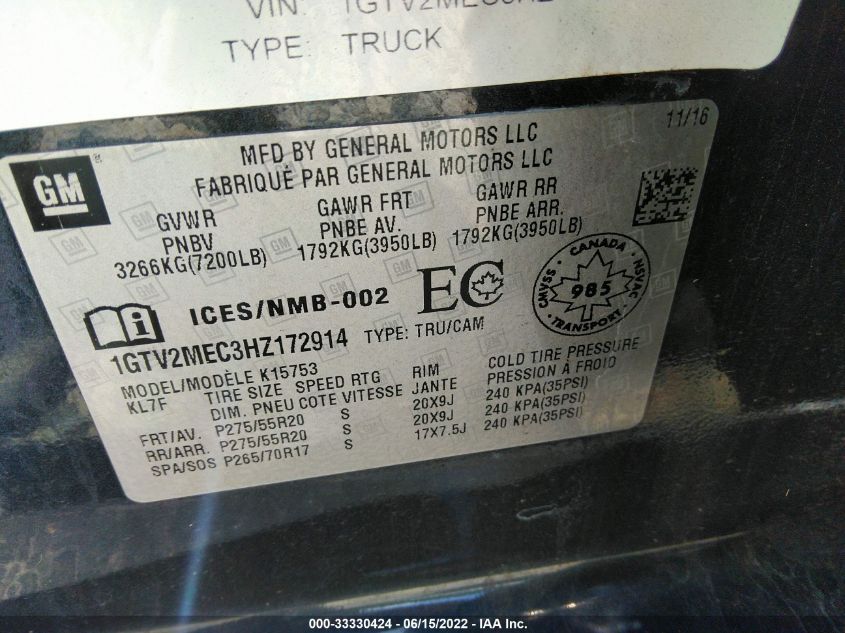 VIN: 1GTV2MEC3HZ
TYPE: TRUCK
11/16
GM
MFD BY GENERAL MOTORS LLC
FABRIQUÉ PAR GENERAL MOTORS LLC
GVWR GAWR FRT GAWR RR
PNBV PNBE AV. PNBE ARR.
3266KG(7200LB) 1792KG(3950LB) 1792KG(3950LB)
ICES/NMB-002 EC
CANADA
CMVSS 985 NSVAC
TRANSPORT
1GTV2MEC3HZ172914 TYPE: TRU/CAM
MODEL/MODÈLE K15753
KL7F TIRE SIZE SPEED RTG RIM COLD TIRE PRESSURE
DIM. PNEU COTE VITESSE JANTE PRESSION À FROID
FRT/AV. P275/55R20 S 20X9J 240 KPA(35PSI)
RR/ARR. P275/55R20 S 20X9J 240 KPA(35PSI)
SPA/SOS P265/70R17 S 17X7.5J 240 KPA(35PSI)
000-33330424 - 06/15/2022 - IAA Inc.